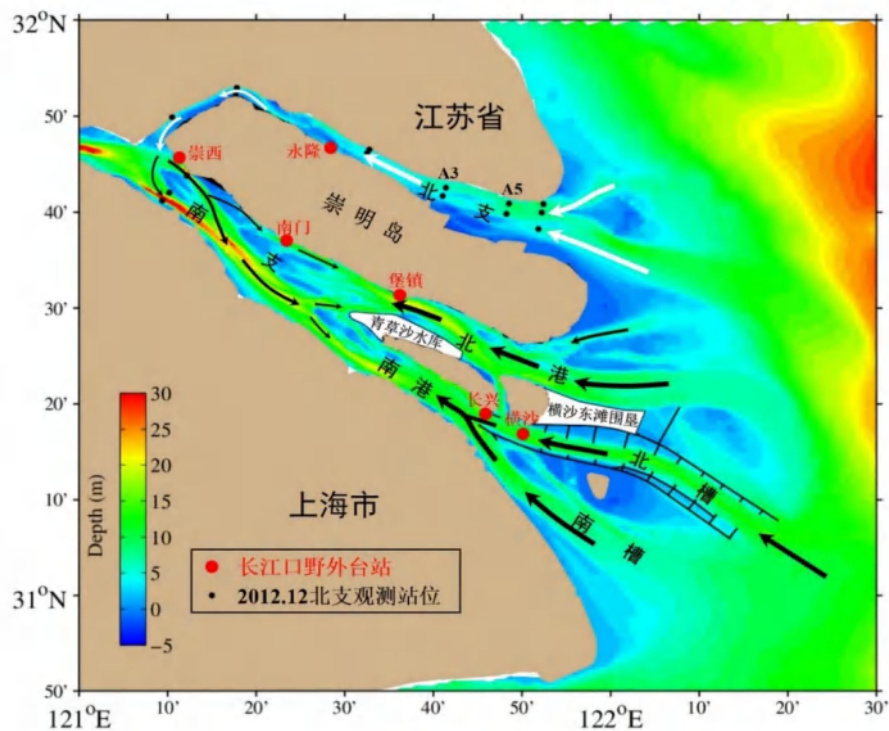 32°N
50'
40'
30'
20'
10'
31°N
50'
121°E
10'
20'
30'
40'
50'
122°E
10'
20'
30'
江苏省
崇西
永隆
A3
A5
北支
崇明岛
南门
南支
堡镇
青草沙水库
北港
南港
长兴
横沙
横沙东滩围垦
北槽
南槽
上海市
Depth (m)
30
25
20
15
10
5
0
−5
长江口野外台站
2012.12北支观测站位